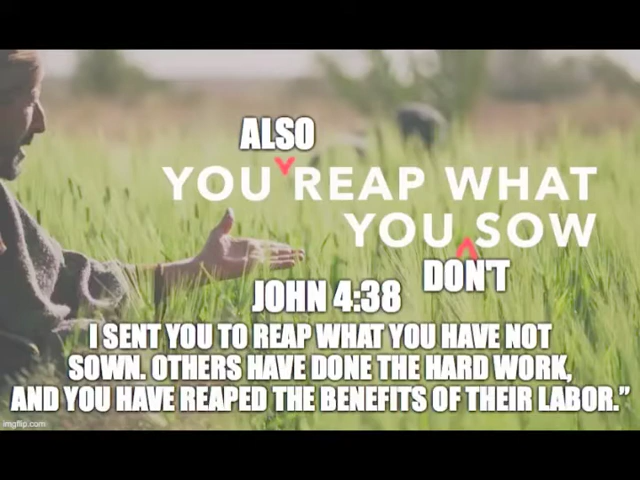 ALSO
YOU REAP WHAT
YOU SOW
DON'T
JOHN 4:38
I SENT YOU TO REAP WHAT YOU HAVE NOT
SOWN. OTHERS HAVE DONE THE HARD WORK,
AND YOU HAVE REAPED THE BENEFITS OF THEIR LABOR.”
imgflip.com